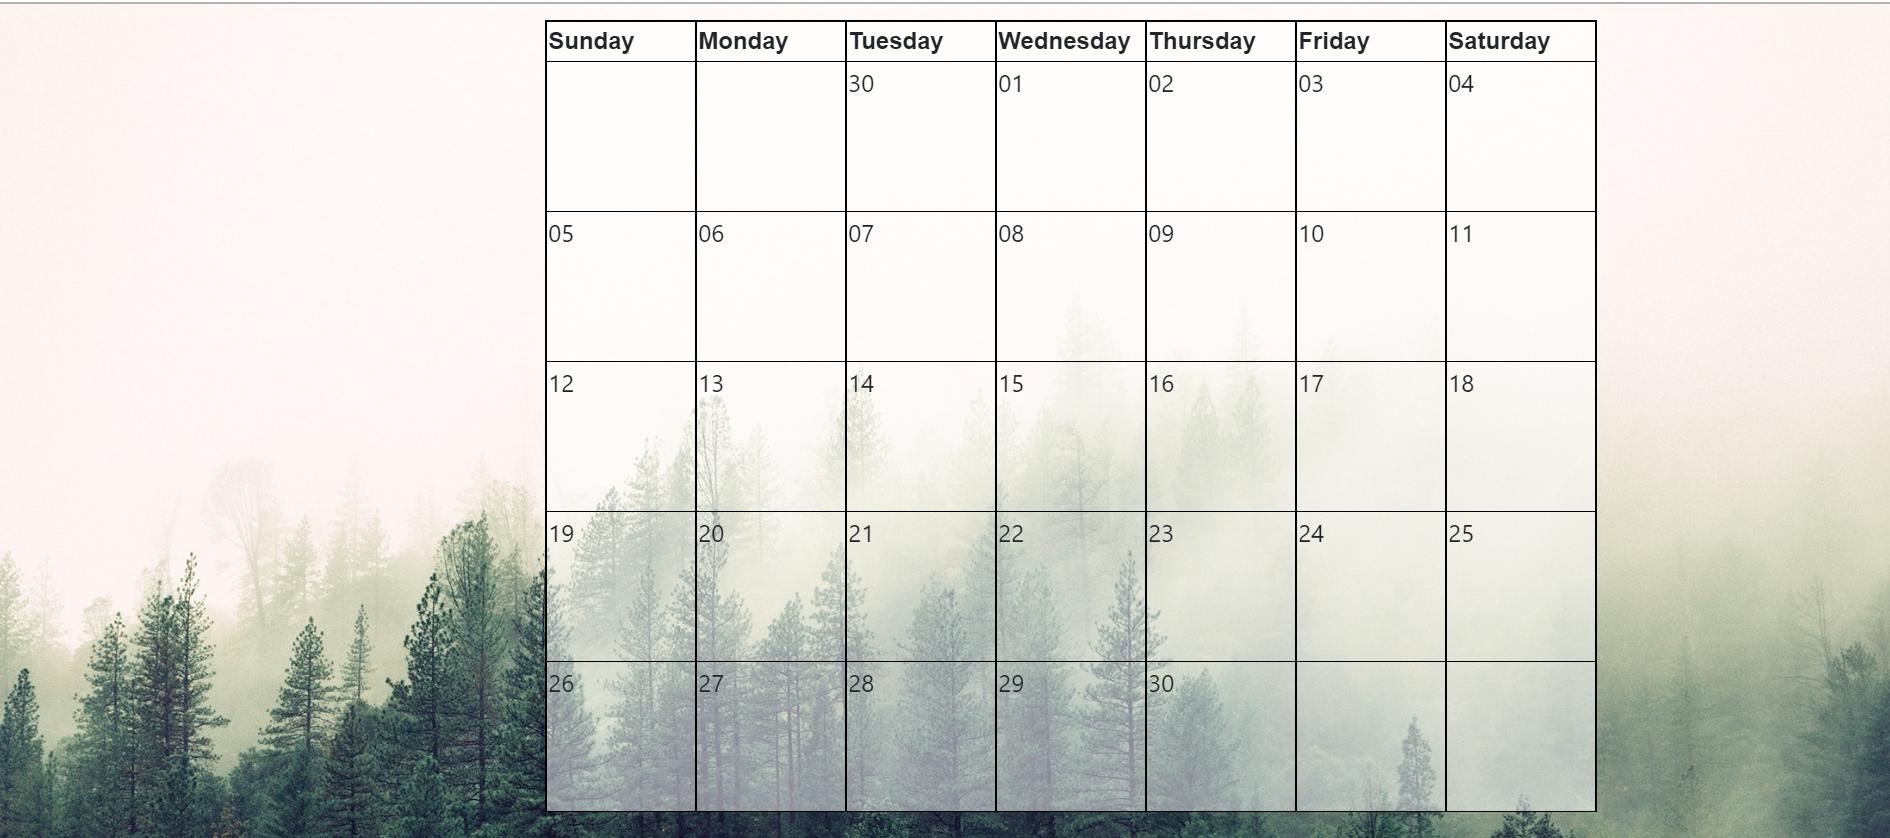 Sunday Monday Tuesday Wednesday Thursday Friday Saturday
30 01 02 03 04
05 06 07 08 09 10 11
12 13 14 15 16 17 18
19 20 21 22 23 24 25
26 27 28 29 30